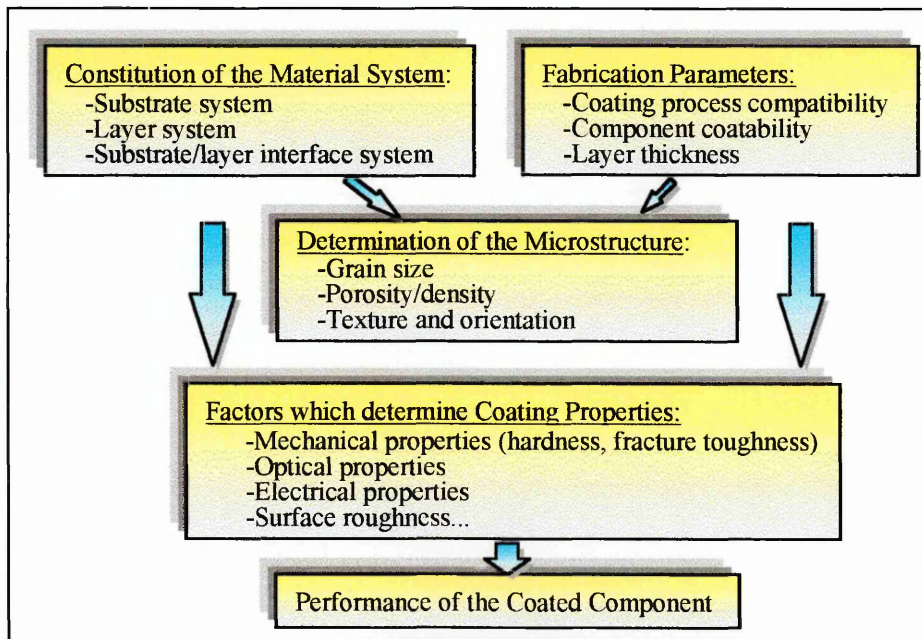 Constitution of the Material System:
-Substrate system
-Layer system
-Substrate/layer interface system
Fabrication Parameters:
-Coating process compatibility
-Component coatability
-Layer thickness
Determination of the Microstructure:
-Grain size
-Porosity/density
-Texture and orientation
Factors which determine Coating Properties:
-Mechanical properties (hardness, fracture toughness)
-Optical properties
-Electrical properties
-Surface roughness...
Performance of the Coated Component